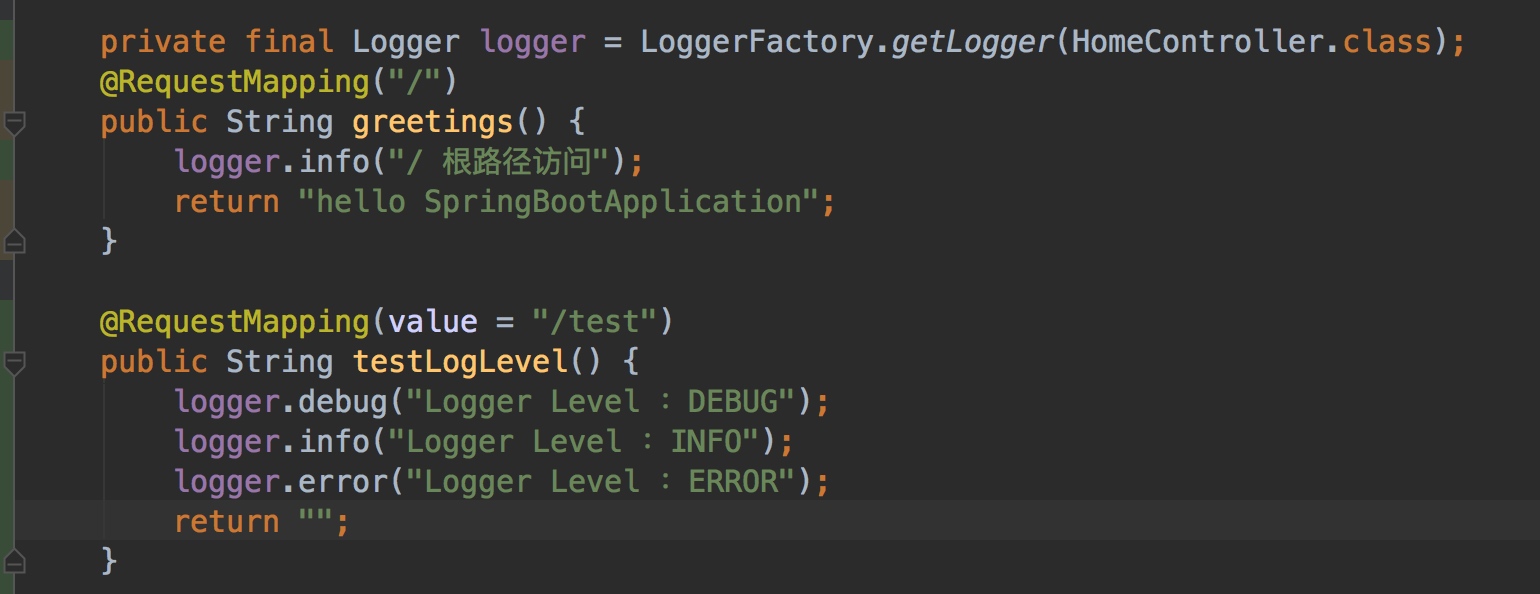 private final Logger logger = LoggerFactory.getLogger(HomeController.class);
@RequestMapping("/")
public String greetings() {
logger.info("/ 根路径访问");
return "hello SpringBootApplication";
}
@RequestMapping(value = "/test")
public String testLogLevel() {
logger.debug("Logger Level ：DEBUG");
logger.info("Logger Level ：INFO");
logger.error("Logger Level ：ERROR");
return "";
}